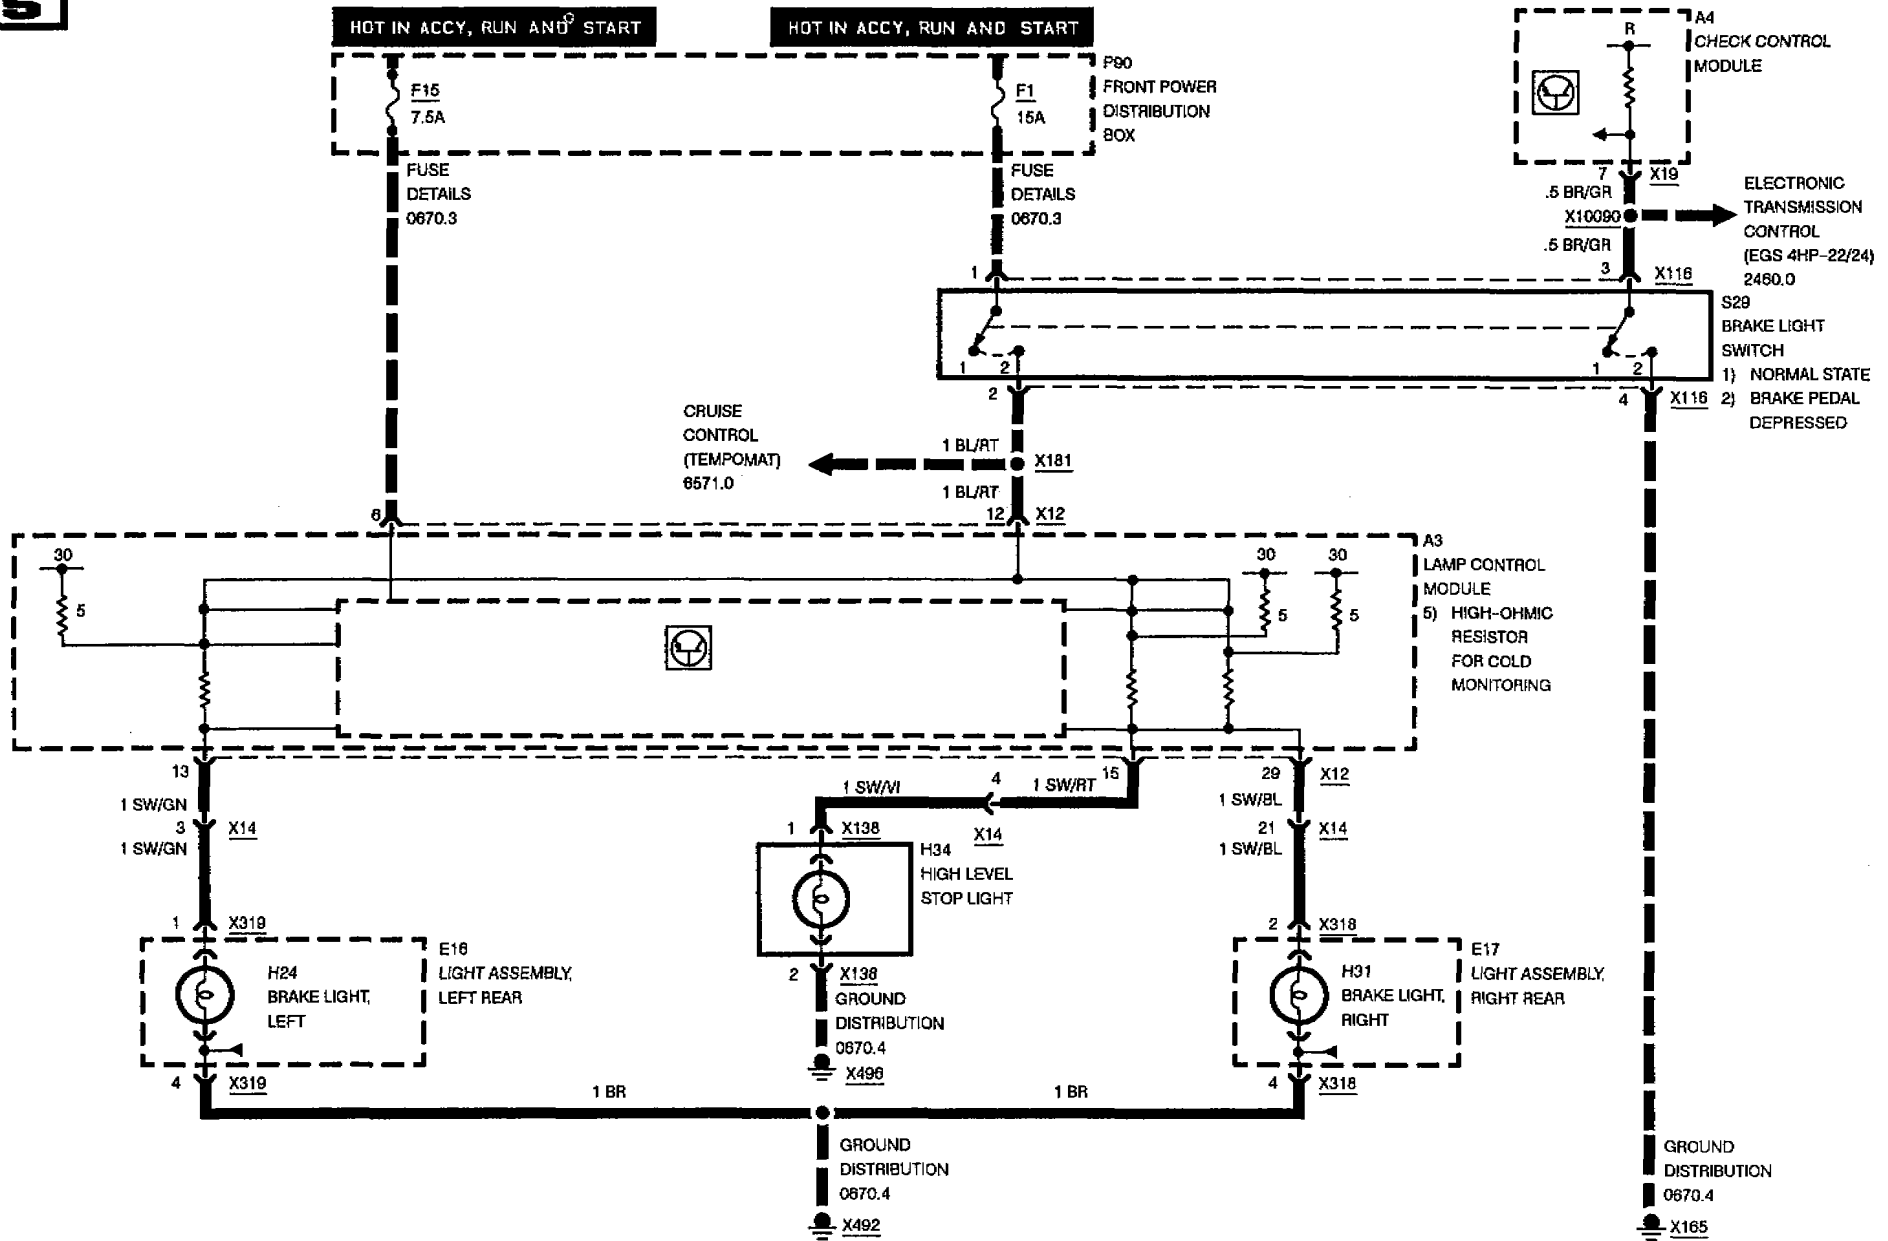 S
HOT IN ACCY, RUN AND START
HOT IN ACCY, RUN AND START
F15
7.5A
F1
15A
P90
FRONT POWER
DISTRIBUTION
BOX
R
A4
CHECK CONTROL
MODULE
FUSE
DETAILS
0670.3
FUSE
DETAILS
0670.3
7
X19
.5 BR/GR
X10090
.5 BR/GR
ELECTRONIC
TRANSMISSION
CONTROL
(EGS 4HP-22/24)
2460.0
1
3
X116
1
2
1
2
S29
BRAKE LIGHT
SWITCH
1) NORMAL STATE
2) BRAKE PEDAL
DEPRESSED
2
4
X116
CRUISE
CONTROL
(TEMPOMAT)
6571.0
1 BL/RT
X181
1 BL/RT
6
12
X12
30
5
30
5
30
5
A3
LAMP CONTROL
MODULE
5) HIGH-OHMIC
RESISTOR
FOR COLD
MONITORING
13
15
29
X12
1 SW/GN
3
X14
1 SW/GN
1 SW/VI
4
1 SW/RT
X14
1 SW/BL
21
X14
1 SW/BL
1
X138
H34
HIGH LEVEL
STOP LIGHT
2
X138
GROUND
DISTRIBUTION
0670.4
X496
1
X319
E16
LIGHT ASSEMBLY,
LEFT REAR
H24
BRAKE LIGHT,
LEFT
4
X319
2
X318
E17
LIGHT ASSEMBLY,
RIGHT REAR
H31
BRAKE LIGHT,
RIGHT
4
X318
1 BR
1 BR
GROUND
DISTRIBUTION
0670.4
X492
GROUND
DISTRIBUTION
0670.4
X165